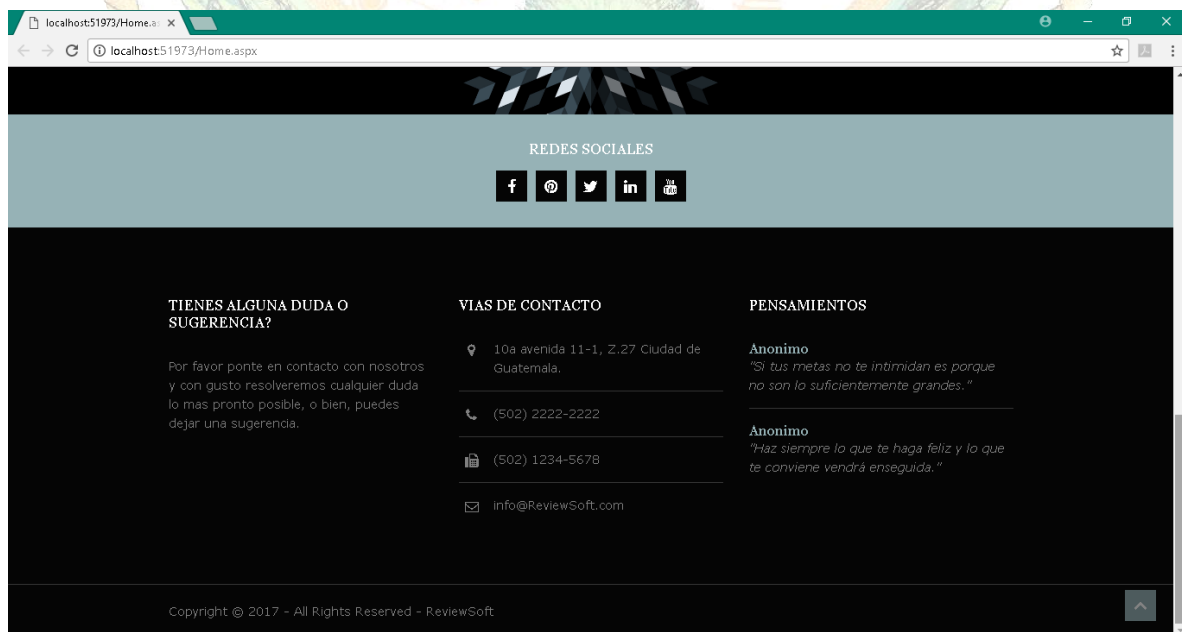 localhost:51973/Home.a
localhost:51973/Home.aspx
REDES SOCIALES
You
Tube
TIENES ALGUNA DUDA O
SUGERENCIA?
Por favor ponte en contacto con nosotros
y con gusto resolveremos cualquier duda
lo mas pronto posible, o bien, puedes
dejar una sugerencia.
VIAS DE CONTACTO
10a avenida 11-1, Z.27 Ciudad de
Guatemala.
(502) 2222-2222
(502) 1234-5678
info@ReviewSoft.com
PENSAMIENTOS
Anonimo
"Si tus metas no te intimidan es porque
no son lo suficientemente grandes."
Anonimo
"Haz siempre lo que te haga feliz y lo que
te conviene vendrá enseguida."
Copyright © 2017 - All Rights Reserved - ReviewSoft